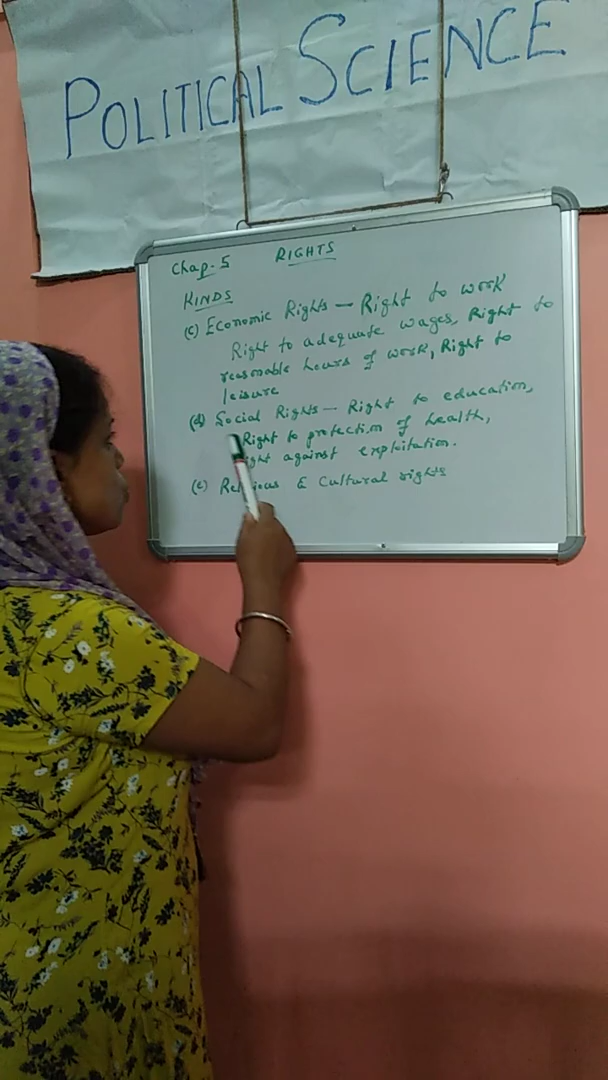 POLITICAL SCIENCE
Chap. 5 RIGHTS
KINDS
(c) Economic Rights — Right to work
Right to adequate wages, Right to
reasonable hours of work, Right to
leisure
(d) Social Rights — Right to education,
Right to protection of health,
ight against exploitation.
(e) Religious & Cultural rights